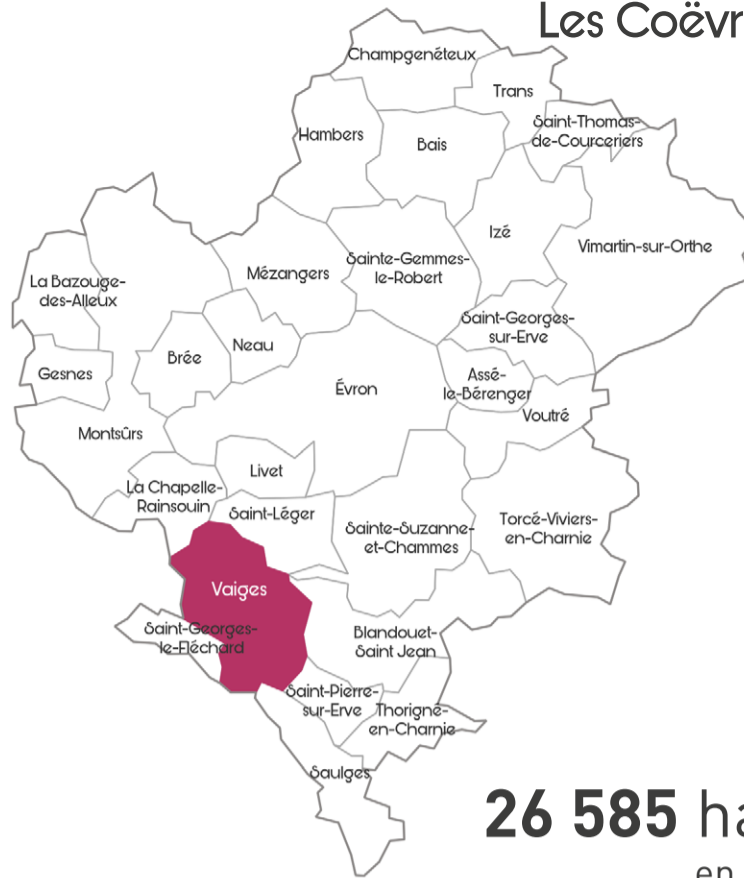 Les Coëvr
Champgenéteux
Trans
Saint-Thomas-
de-Courceriers
Hambers
Bais
Izé
Vimartin-sur-Orthe
Mézangers
Sainte-Gemmes-
le-Robert
La Bazouge-
des-Alleux
Saint-Georges-
sur-Erve
Neau
Brée
Gesnes
Assé-
le-Bérenger
Évron
Voutré
Montsûrs
Livet
La Chapelle-
Rainsouin
Saint-Léger
Sainte-Suzanne-
et-Chammes
Torcé-Viviers-
en-Charnie
Vaiges
Saint-Georges-
le-Fléchard
Blandouet-
Saint Jean
Saint-Pierre-
sur-Erve
Thorigné-
en-Charnie
Saulges
26 585 ha
en